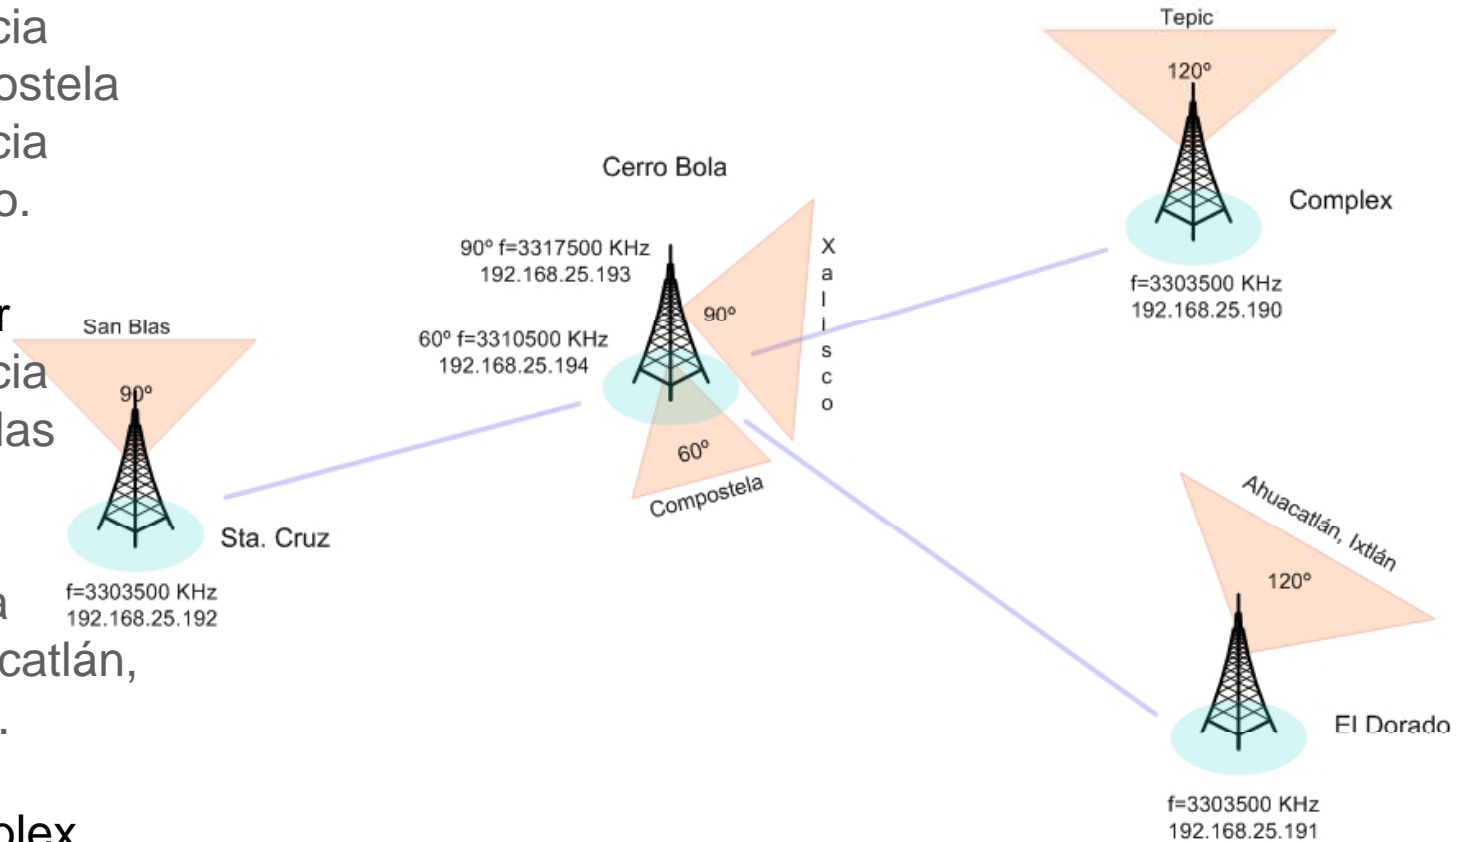 cia
ostela
cia
o.
r
cia
las
a
catlán,
.
plex
Tepic
120º
Complex
f=3303500 KHz
192.168.25.190
Cerro Bola
90º f=3317500 KHz
192.168.25.193
60º f=3310500 KHz
192.168.25.194
90º
Xalisco
60º
Compostela
San Blas
90º
Sta. Cruz
f=3303500 KHz
192.168.25.192
Ahuacatlán, Ixtlán
120º
El Dorado
f=3303500 KHz
192.168.25.191